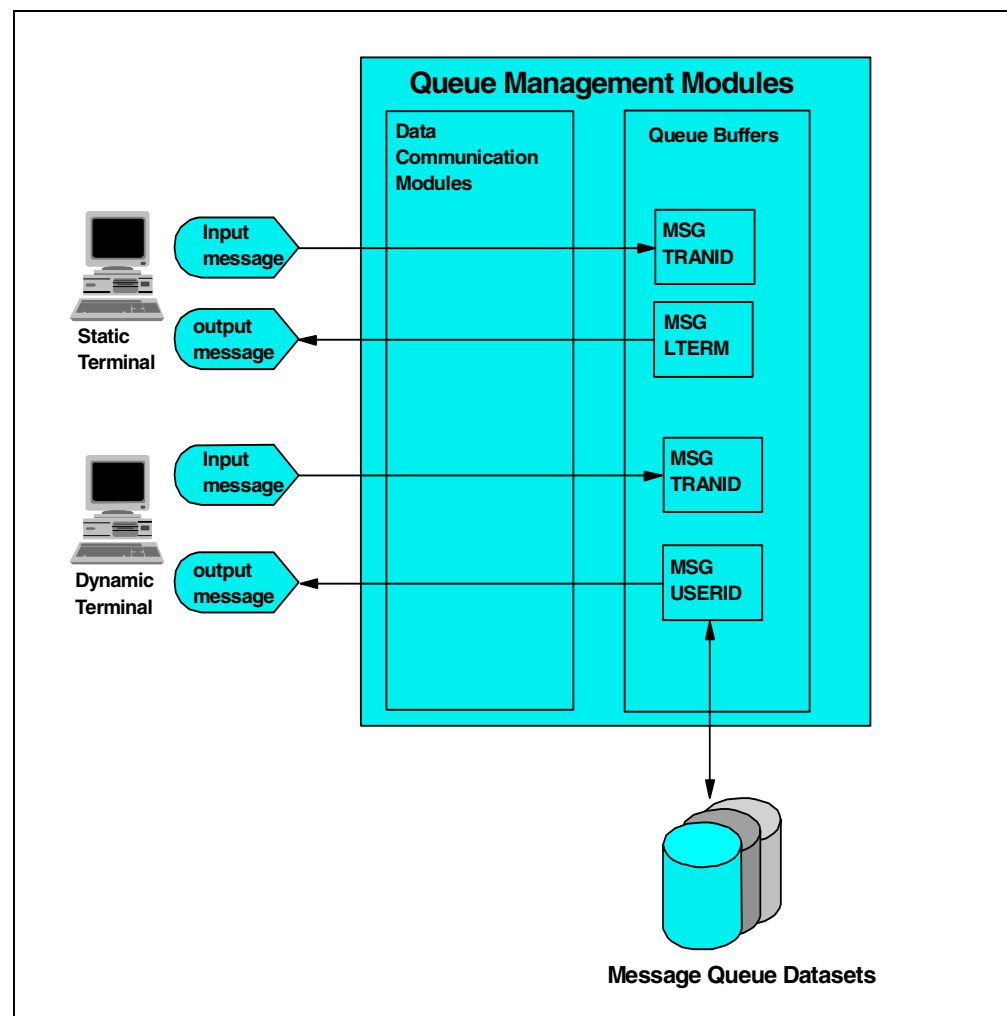 Queue Management Modules
Data
Communication
Modules
Queue Buffers
Input
message
MSG
TRANID
output
message
MSG
LTERM
Static
Terminal
Input
message
MSG
TRANID
output
message
MSG
USERID
Dynamic
Terminal
Message Queue Datasets